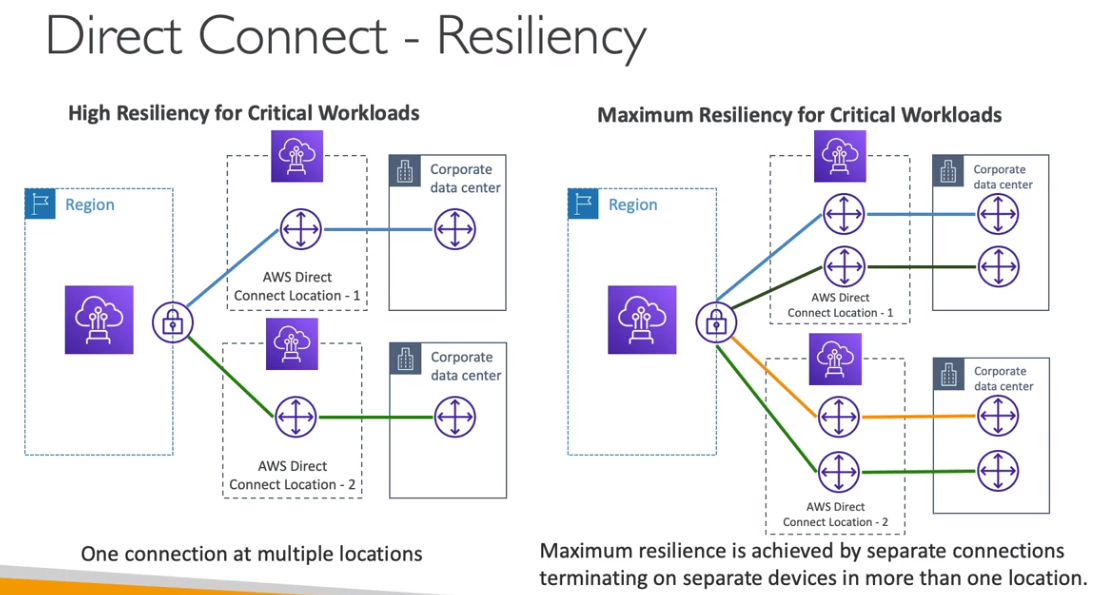 Direct Connect - Resiliency
High Resiliency for Critical Workloads
Region
AWS Direct
Connect Location - 1
Corporate
data center
AWS Direct
Connect Location - 2
Corporate
data center
One connection at multiple locations
Maximum Resiliency for Critical Workloads
Region
AWS Direct
Connect Location - 1
Corporate
data center
AWS Direct
Connect Location - 2
Corporate
data center
Maximum resilience is achieved by separate connections
terminating on separate devices in more than one location.